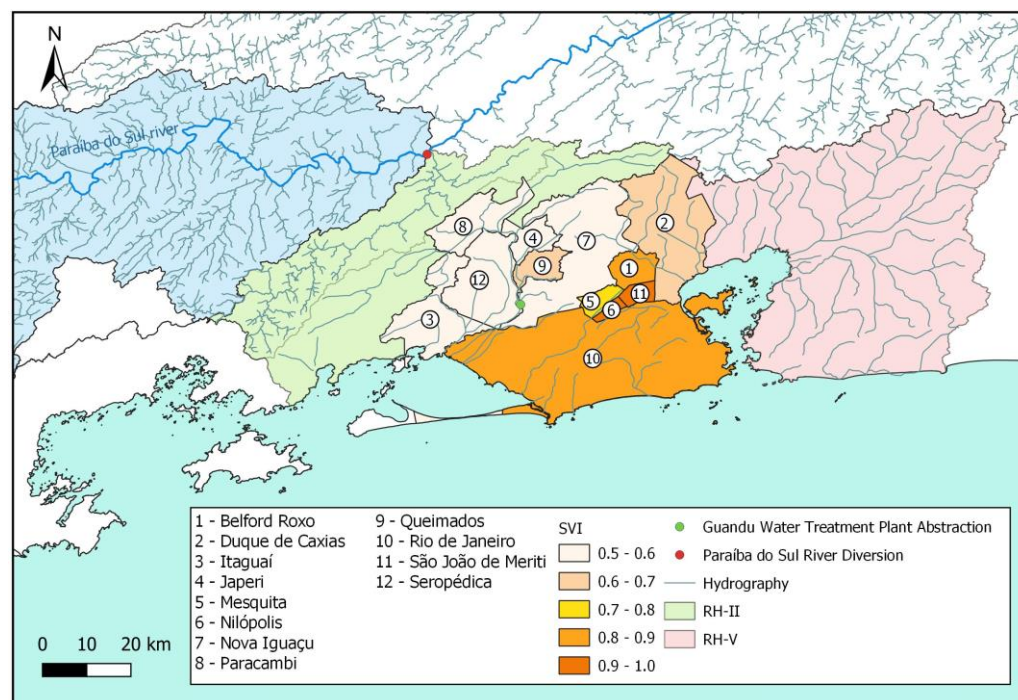 N
Paraíba do Sul river
8
4
7
2
9
12
1
11
5
6
3
10
1 - Belford Roxo
2 - Duque de Caxias
3 - Itaguaí
4 - Japeri
5 - Mesquita
6 - Nilópolis
7 - Nova Iguaçu
8 - Paracambi
9 - Queimados
10 - Rio de Janeiro
11 - São João de Meriti
12 - Seropédica
SVI
0.5 - 0.6
0.6 - 0.7
0.7 - 0.8
0.8 - 0.9
0.9 - 1.0
Guandu Water Treatment Plant Abstraction
Paraíba do Sul River Diversion
Hydrography
RH-II
RH-V
0 10 20 km